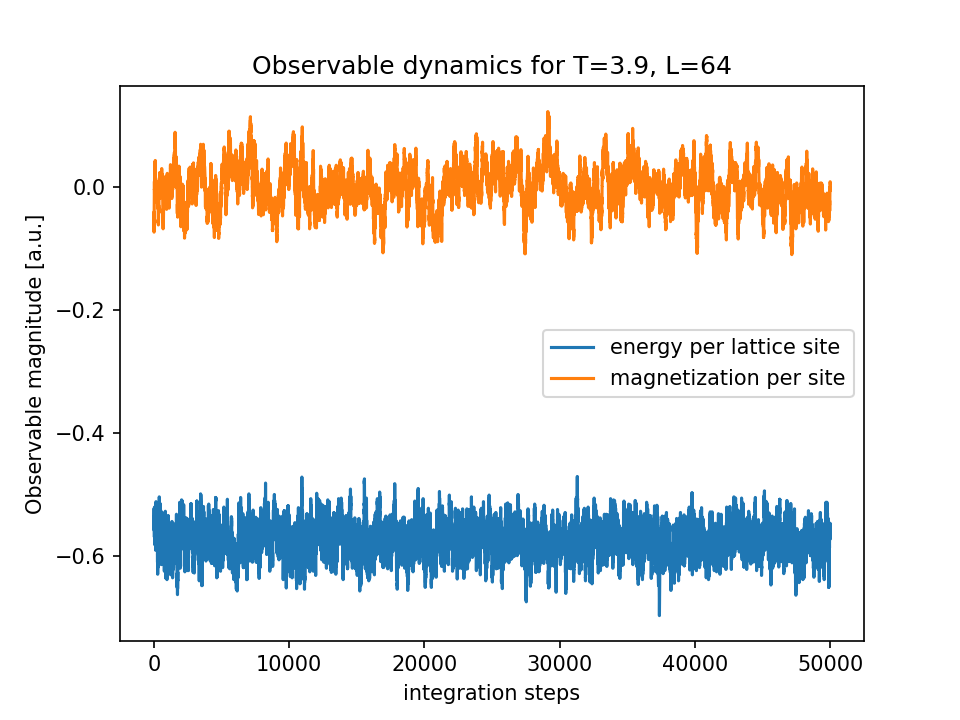 Observable dynamics for T=3.9, L=64
Observable magnitude [a.u.]
0.0
−0.2
−0.4
−0.6
energy per lattice site
magnetization per site
0 10000 20000 30000 40000 50000
integration steps